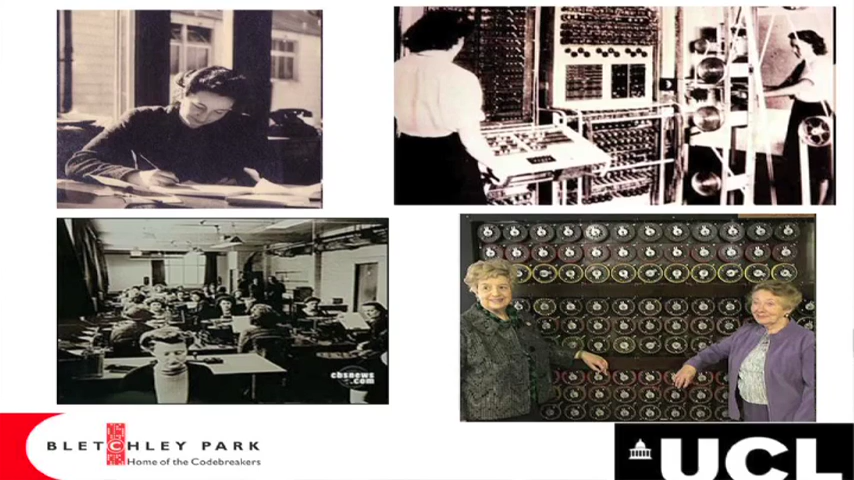 cbsnews
.com
BLETCHLEY PARK
Home of the Codebreakers
UCL